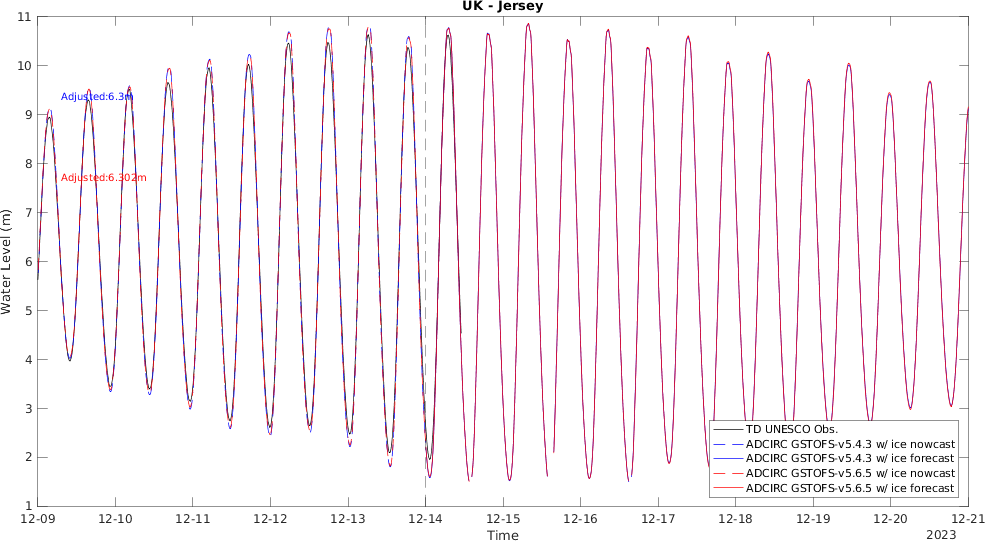 UK - Jersey
11
10
9
8
7
6
5
4
3
2
1
Water Level (m)
Adjusted:6.3m
Adjusted:6.302m
TD UNESCO Obs.
ADCIRC GSTOFS-v5.4.3 w/ ice nowcast
ADCIRC GSTOFS-v5.4.3 w/ ice forecast
ADCIRC GSTOFS-v5.6.5 w/ ice nowcast
ADCIRC GSTOFS-v5.6.5 w/ ice forecast
12-09 12-10 12-11 12-12 12-13 12-14 12-15 12-16 12-17 12-18 12-19 12-20 12-21
Time
2023